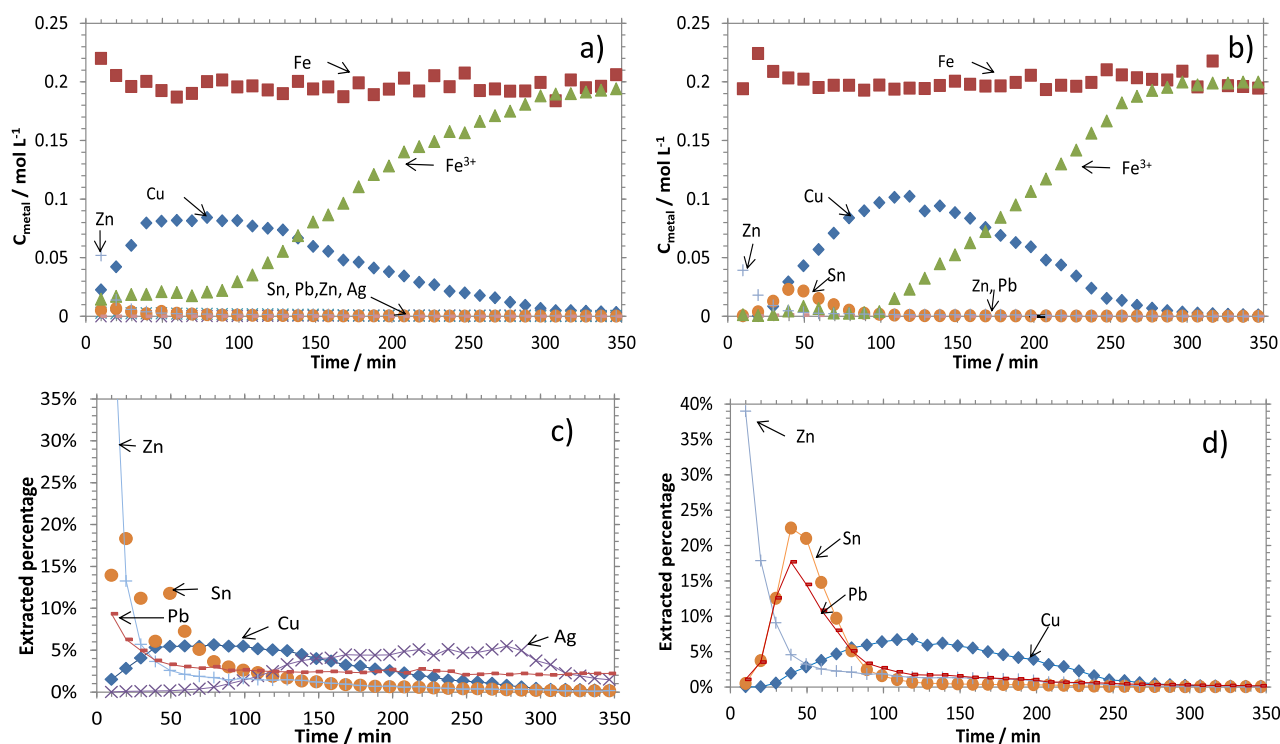 a)
C_metal / mol L⁻¹
0.25
0.2
0.15
0.1
0.05
0
Fe
Fe³⁺
Cu
Zn
Sn, Pb,Zn, Ag
0 50 100 150 200 250 300 350
Time / min
b)
C_metal / mol L⁻¹
0.25
0.2
0.15
0.1
0.05
0
Fe
Fe³⁺
Cu
Zn
Sn
Zn, Pb
0 50 100 150 200 250 300 350
Time / min
c)
Extracted percentage
35%
30%
25%
20%
15%
10%
5%
0%
Zn
Sn
Pb
Cu
Ag
0 50 100 150 200 250 300 350
Time / min
d)
Extracted percentage
40%
35%
30%
25%
20%
15%
10%
5%
0%
Zn
Sn
Pb
Cu
0 50 100 150 200 250 300 350
Time / min